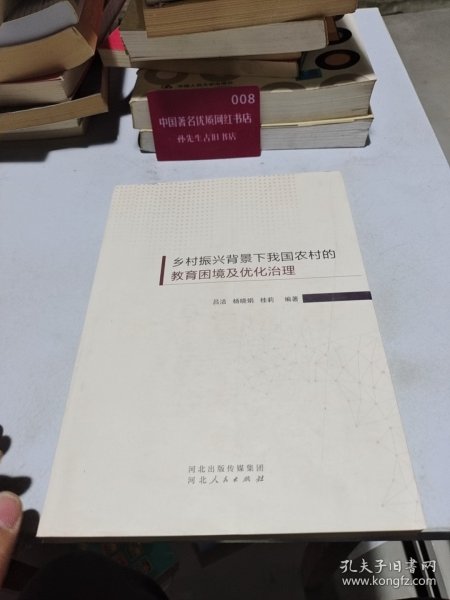 008
中国著名优质网红书店
孙先生古旧书店
乡村振兴背景下我国农村的
教育困境及优化治理
吕洁 杨晓娟 桂莉 编著
河北出版传媒集团
河北人民出版社
孔夫子旧书网
www.kongfz.com